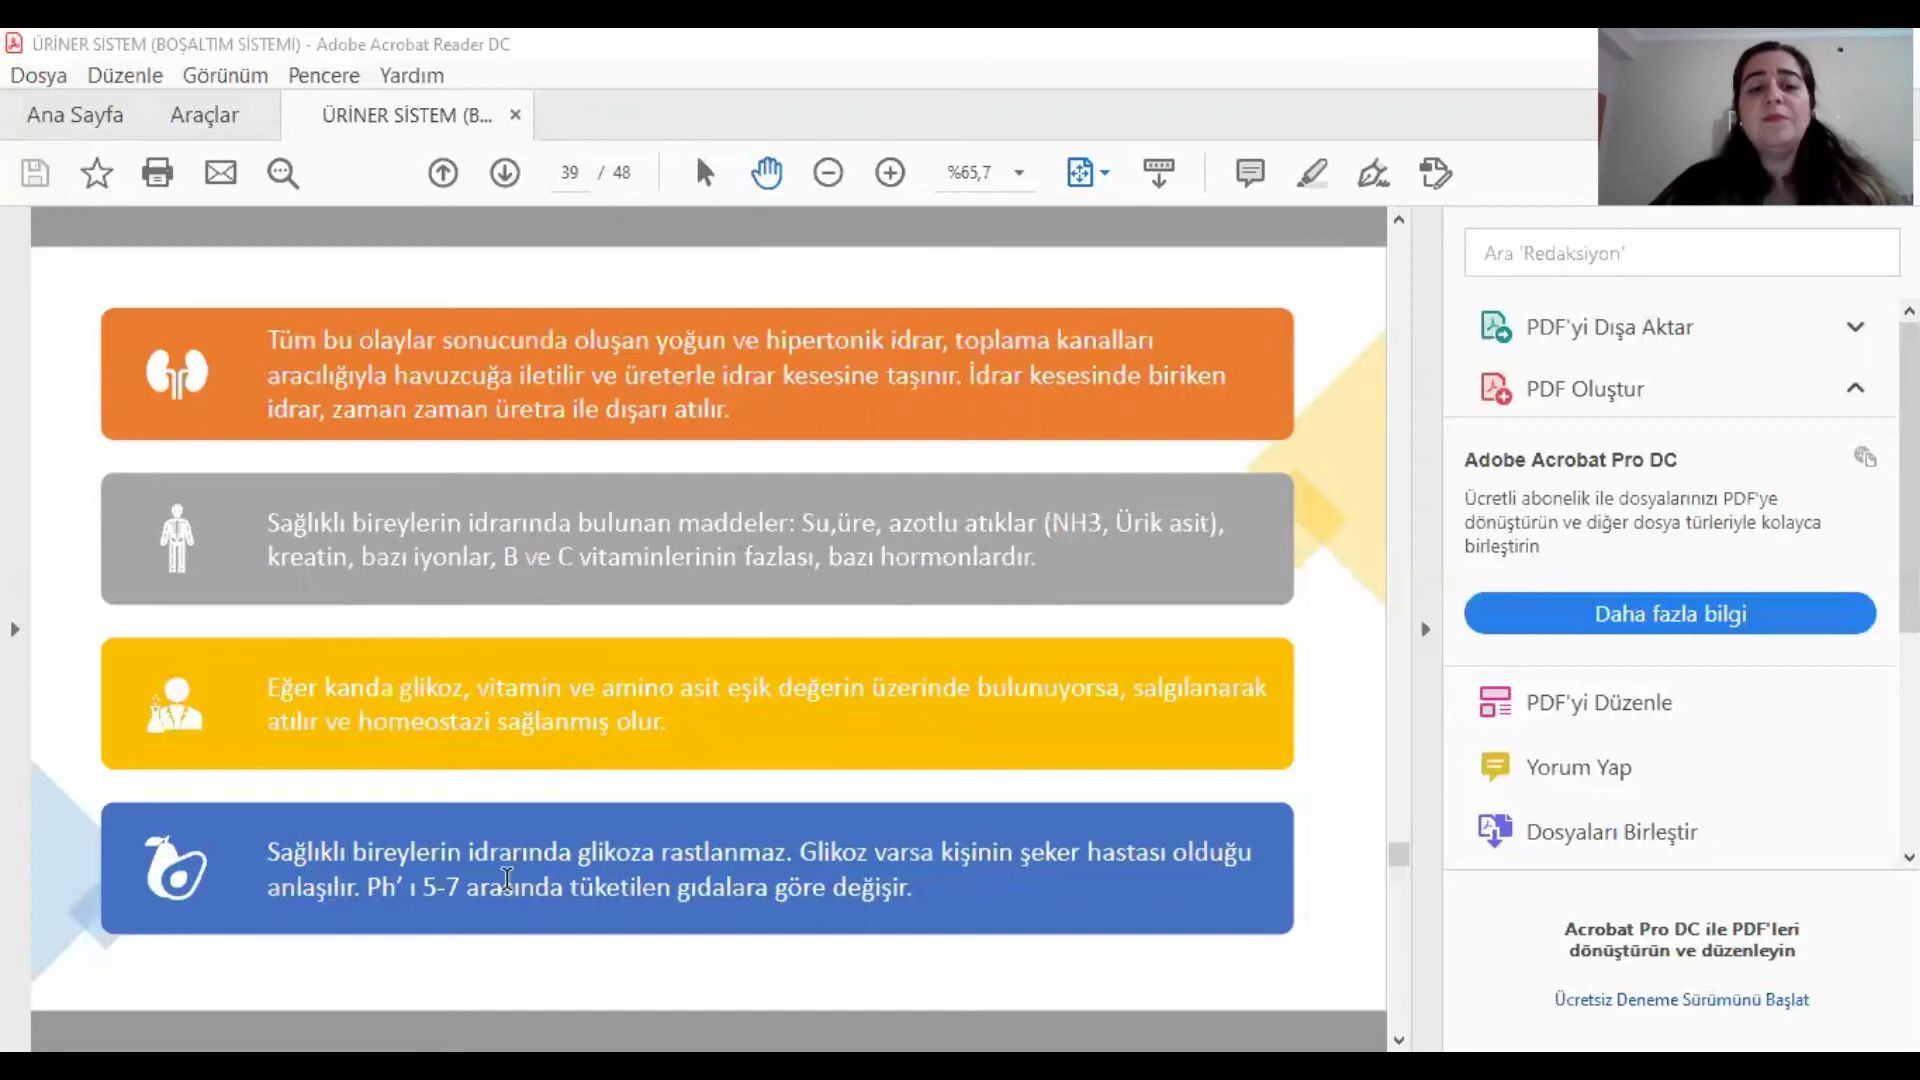 ÜRİNER SİSTEM (BOŞALTIM SİSTEMİ) - Adobe Acrobat Reader DC
Dosya Düzenle Görünüm Pencere Yardım
Ana Sayfa Araçlar ÜRİNER SİSTEM (B... ×
39 / 48 %65,7
Ara 'Redaksiyon'
Tüm bu olaylar sonucunda oluşan yoğun ve hipertonik idrar, toplama kanalları
aracılığıyla havuzcuğa iletilir ve üreterle idrar kesesine taşınır. İdrar kesesinde biriken
idrar, zaman zaman üretra ile dışarı atılır.
Sağlıklı bireylerin idrarında bulunan maddeler: Su,üre, azotlu atıklar (NH3, Ürik asit),
kreatin, bazı iyonlar, B ve C vitaminlerinin fazlası, bazı hormonlardır.
Eğer kanda glikoz, vitamin ve amino asit eşik değerin üzerinde bulunuyorsa, salgılanarak
atılır ve homeostazi sağlanmış olur.
Sağlıklı bireylerin idrarında glikoza rastlanmaz. Glikoz varsa kişinin şeker hastası olduğu
anlaşılır. Ph’ ı 5-7 arasında tüketilen gıdalara göre değişir.
PDF'yi Dışa Aktar
PDF Oluştur
Adobe Acrobat Pro DC
Ücretli abonelik ile dosyalarınızı PDF'ye
dönüştürün ve diğer dosya türleriyle kolayca
birleştirin
Daha fazla bilgi
PDF'yi Düzenle
Yorum Yap
Dosyaları Birleştir
Acrobat Pro DC ile PDF'leri
dönüştürün ve düzenleyin
Ücretsiz Deneme Sürümünü Başlat